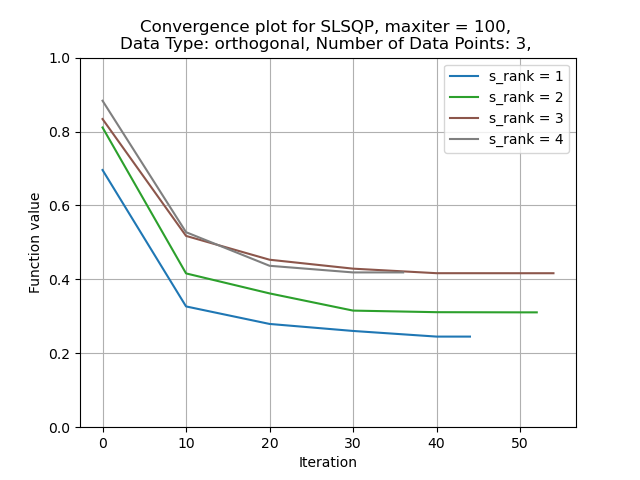 Convergence plot for SLSQP, maxiter = 100,
Data Type: orthogonal, Number of Data Points: 3,
s_rank = 1
s_rank = 2
s_rank = 3
s_rank = 4
Function value
1.0
0.8
0.6
0.4
0.2
0.0
0 10 20 30 40 50
Iteration